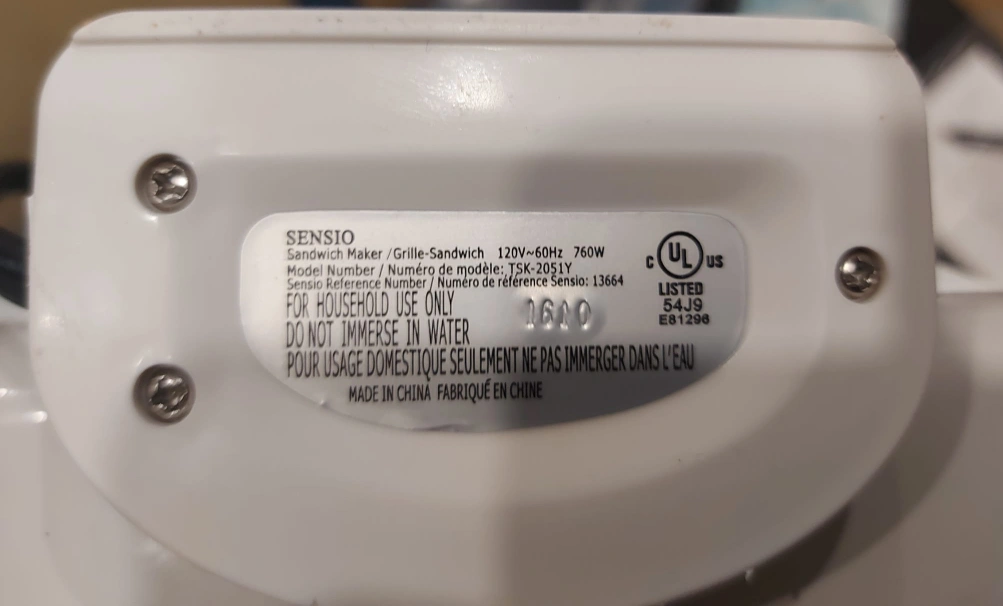 SENSIO
Sandwich Maker /Grille-Sandwich 120V~60Hz 760W
Model Number / Numéro de modèle: TSK-2051Y
Sensio Reference Number / Numéro de référence Sensio: 13664
FOR HOUSEHOLD USE ONLY
DO NOT IMMERSE IN WATER
1610
POUR USAGE DOMESTIQUE SEULEMENT NE PAS IMMERGER DANS L'EAU
MADE IN CHINA FABRIQUÉ EN CHINE
C UL US
LISTED
54J9
E81296